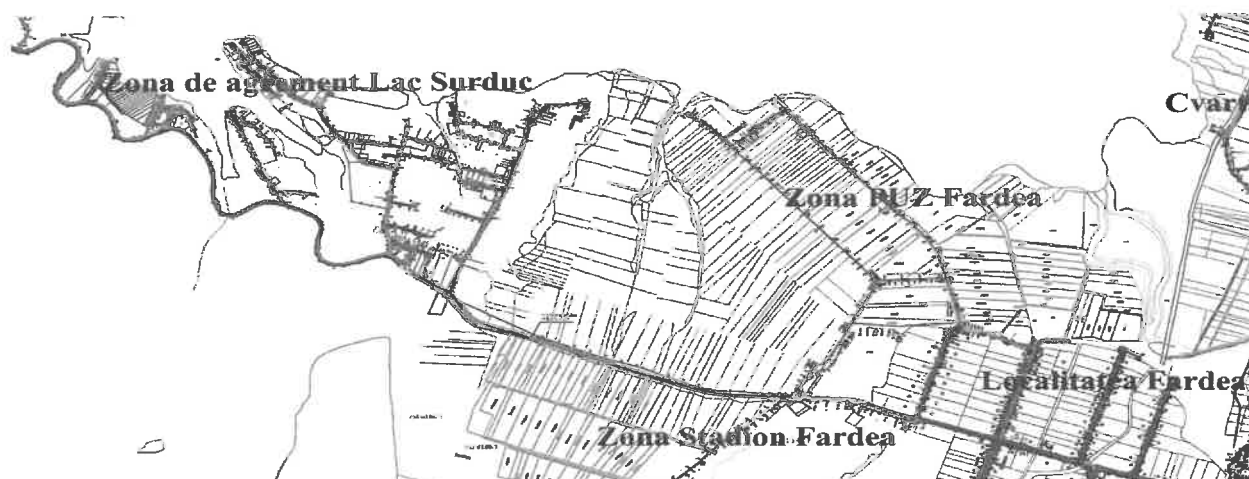 Zona de agrement Lac Surduc
Cvart
Zona PUZ Fardea
Localitatea Fardea
Zona Stadion Fardea